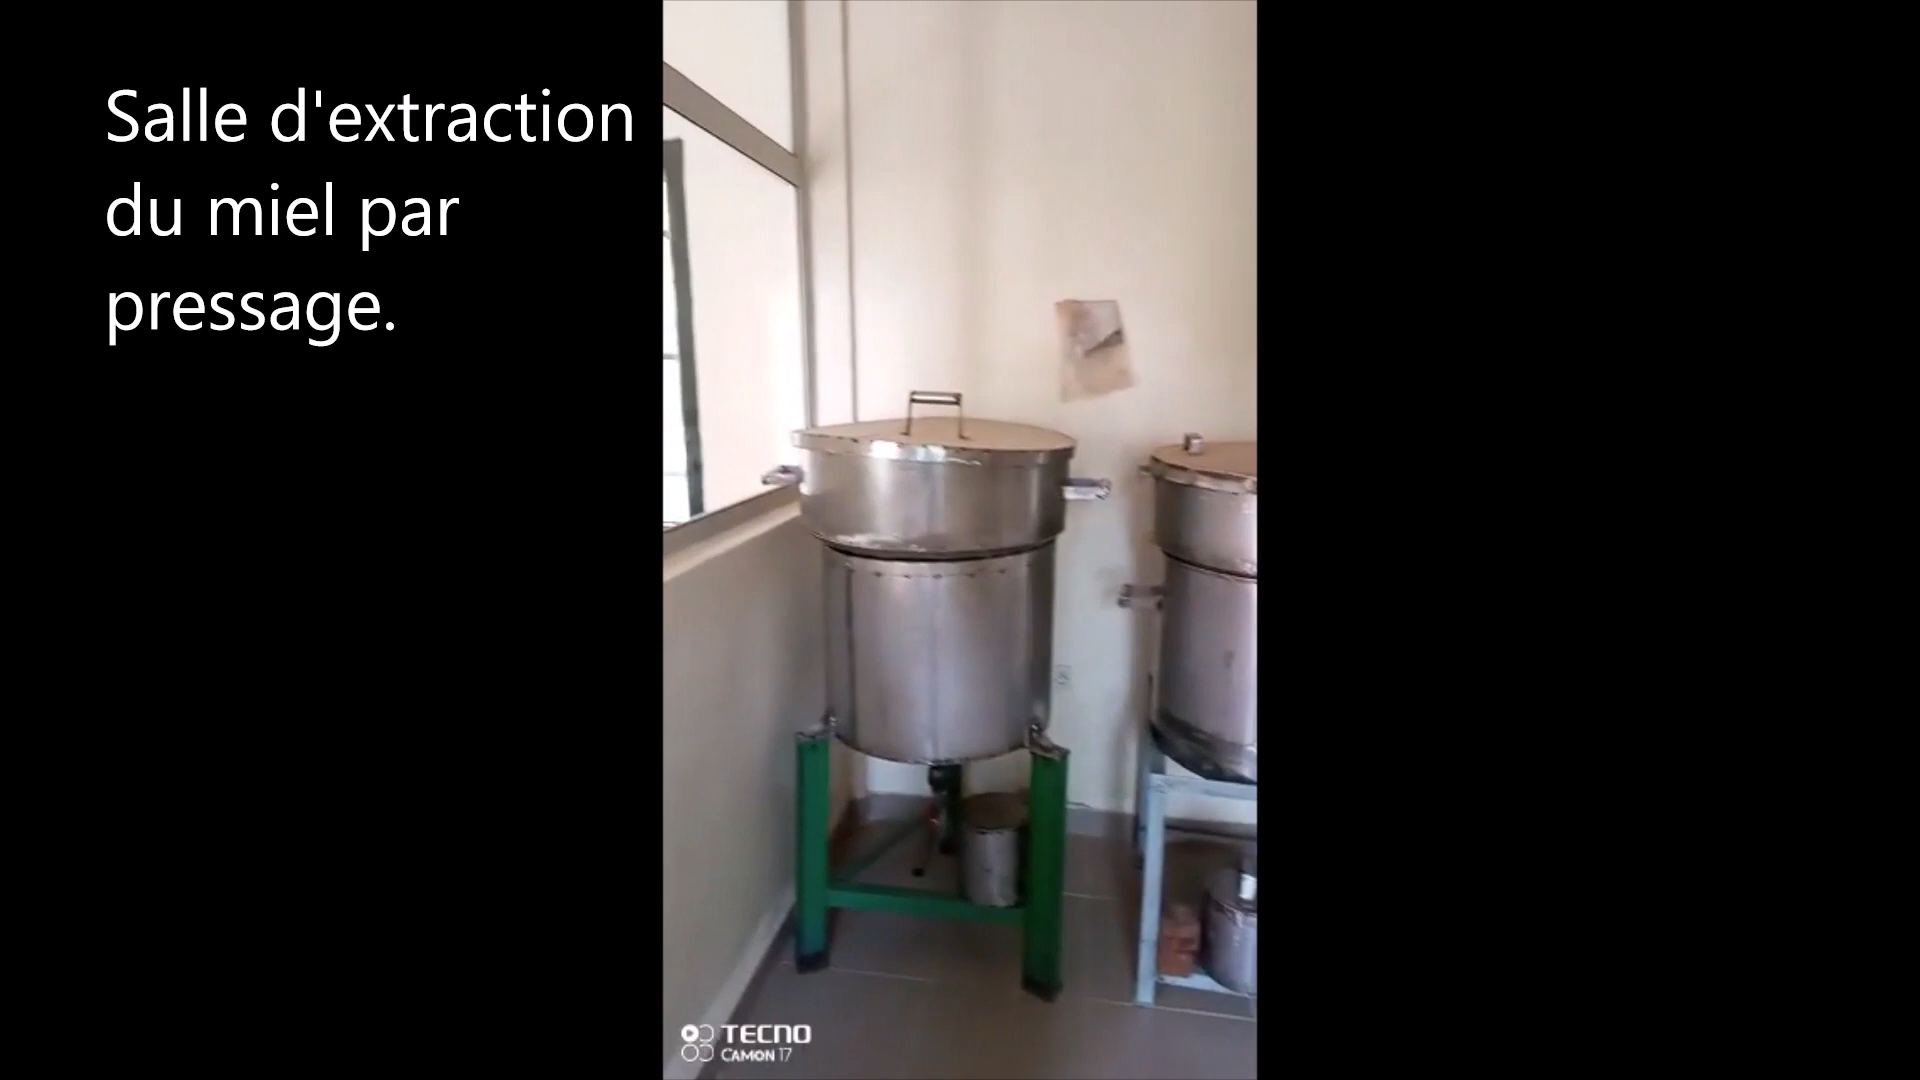 Salle d'extraction
du miel par
pressage.
TECNO
CAMON 17